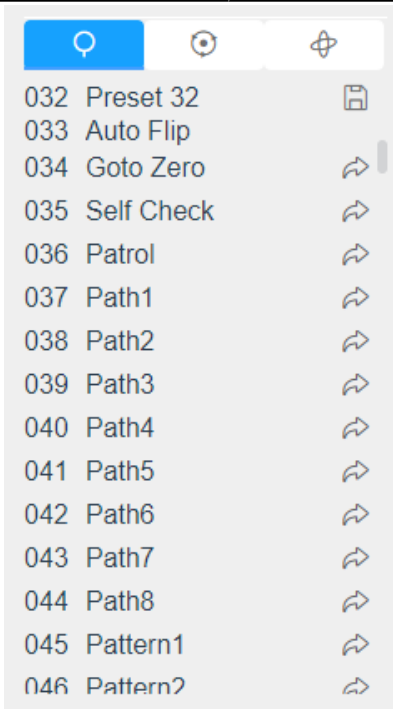 032 Preset 32
033 Auto Flip
034 Goto Zero
035 Self Check
036 Patrol
037 Path1
038 Path2
039 Path3
040 Path4
041 Path5
042 Path6
043 Path7
044 Path8
045 Pattern1
046 Pattern2